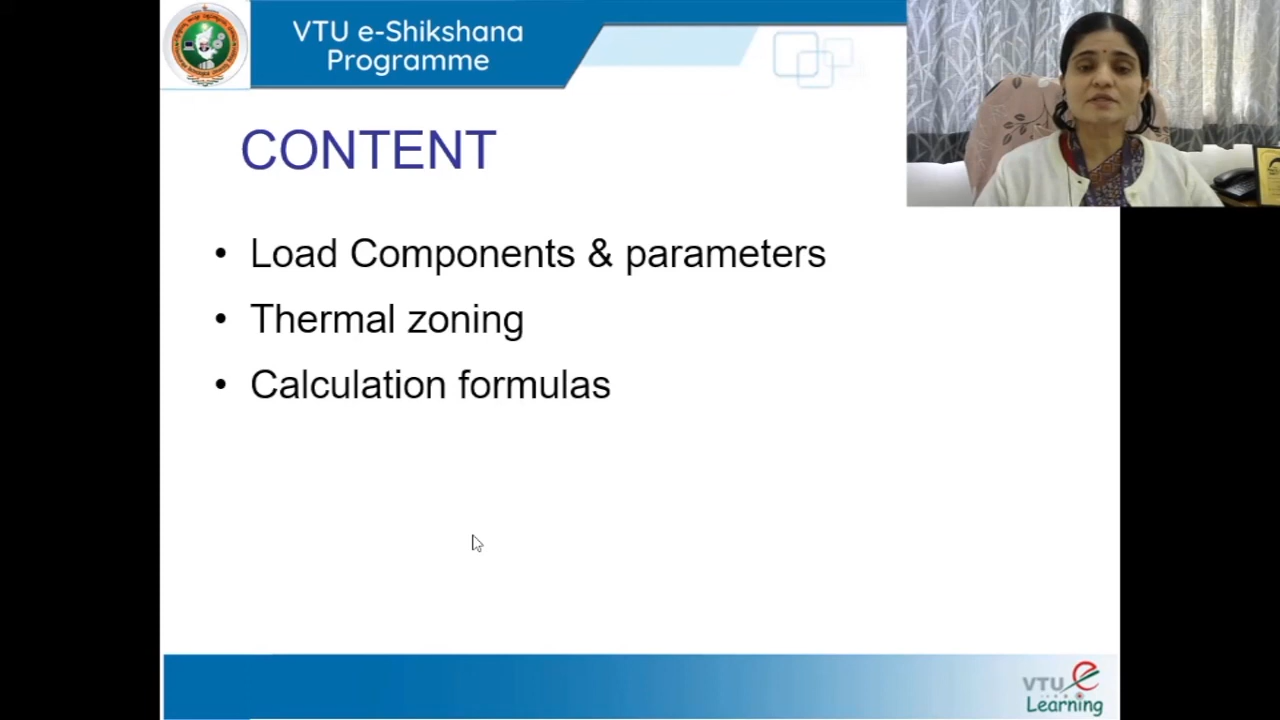 VTU e-Shikshana
Programme
CONTENT
• Load Components & parameters
• Thermal zoning
• Calculation formulas
VTU e
Learning